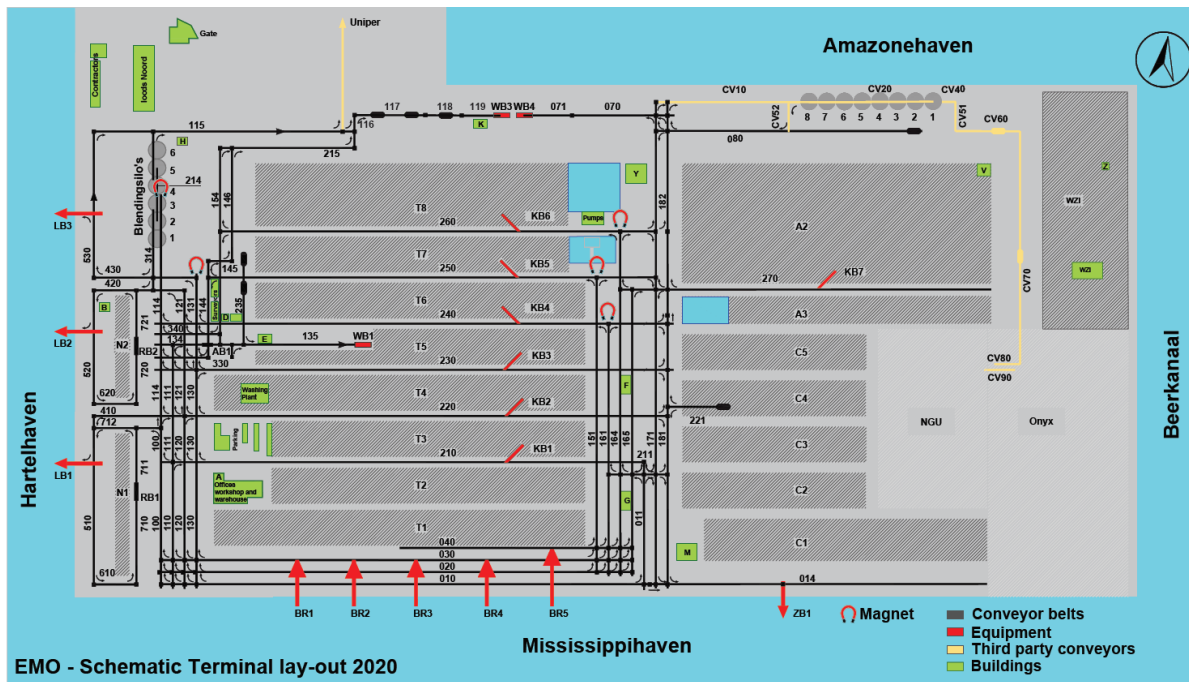 Uniper
Gate
Contractors
loods Noord
Amazonehaven
117
118
119
WB3
WB4
071
070
CV10
CV20
CV40
CV52
CV51
CV60
8
7
6
5
4
3
2
1
116
K
115
H
080
215
6
5
4
3
2
1
214
Blendingsilo's
154
146
T8
260
KB6
Y
Pumps
182
A2
V
Z
WZI
WZI
LB3
530
314
T7
250
KB5
430
145
270
KB7
CV70
420
114
121
131
144
Surveyors
235
T6
240
KB4
A3
B
D
721
340
134
E
135
WB1
T5
230
KB3
C5
LB2
N2
RB2
AB1
330
CV80
CV90
520
720
620
114
111
121
130
Washing
Plant
T4
220
KB2
F
C4
221
410
712
NGU
Onyx
Beerkanaal
Hartelhaven
100
111
120
130
Parking
T3
210
KB1
151
161
164
165
171
181
211
C3
LB1
N1
711
RB1
A
Offices
workshop and
warehouse
T2
C2
G
011
510
710
100
110
120
130
T1
C1
M
040
030
020
610
010
014
BR1
BR2
BR3
BR4
BR5
ZB1
Magnet
Conveyor belts
Equipment
Third party conveyors
Buildings
Mississippihaven
EMO - Schematic Terminal lay-out 2020